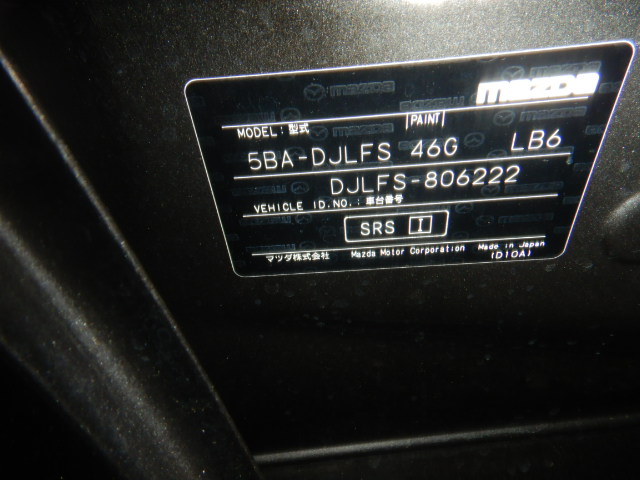 mazda
MODEL: 型式 PAINT
5BA-DJLFS 46G LB6
DJLFS-806222
VEHICLE ID.NO.: 車台番号
SRS I
マツダ株式会社 Mazda Motor Corporation Made in Japan
(D10A)